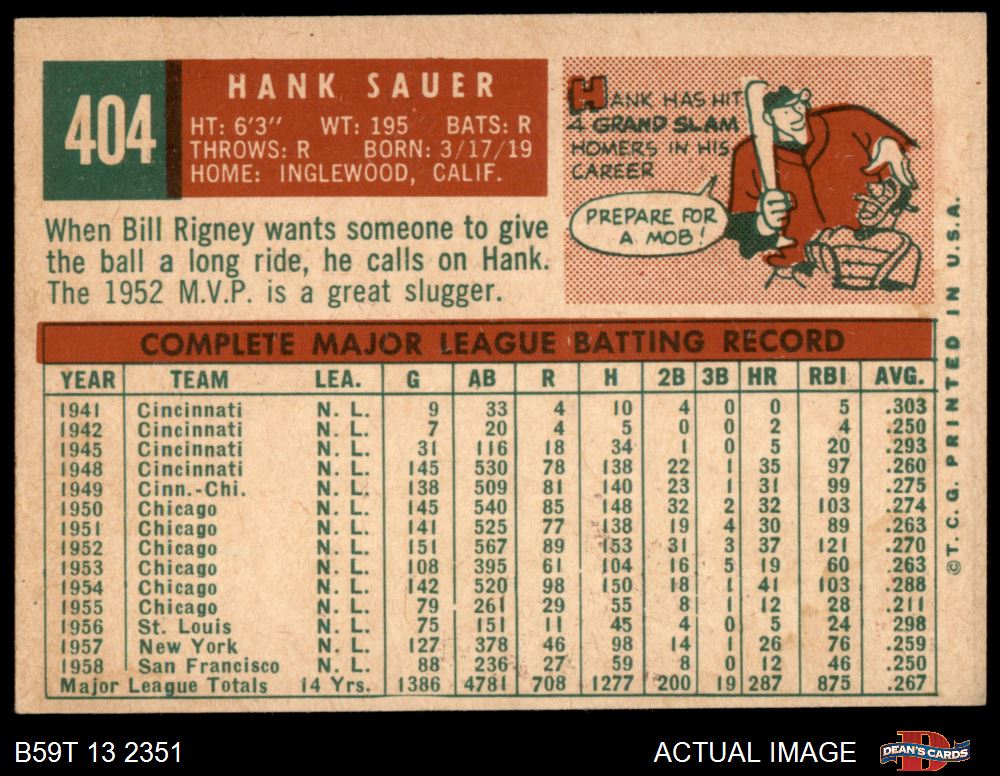 404
HANK SAUER
HT: 6'3" WT: 195 BATS: R
THROWS: R BORN: 3/17/19
HOME: INGLEWOOD, CALIF.
HANK HAS HIT
4 GRAND SLAM
HOMERS IN HIS
CAREER
PREPARE FOR
A MOB!
When Bill Rigney wants someone to give
the ball a long ride, he calls on Hank.
The 1952 M.V.P. is a great slugger.
COMPLETE MAJOR LEAGUE BATTING RECORD
YEAR TEAM LEA. G AB R H 2B 3B HR RBI AVG.
1941 Cincinnati N. L. 9 33 4 10 4 0 0 5 .303
1942 Cincinnati N. L. 7 20 4 5 0 0 2 4 .250
1945 Cincinnati N. L. 31 116 18 34 1 0 5 20 .293
1948 Cincinnati N. L. 145 530 78 138 22 1 35 97 .260
1949 Cinn.-Chi. N. L. 138 509 81 140 23 1 31 99 .275
1950 Chicago N. L. 145 540 85 148 32 2 32 103 .274
1951 Chicago N. L. 141 525 77 138 19 4 30 89 .263
1952 Chicago N. L. 151 567 89 153 31 3 37 121 .270
1953 Chicago N. L. 108 395 61 104 16 5 19 60 .263
1954 Chicago N. L. 142 520 98 150 18 1 41 103 .288
1955 Chicago N. L. 79 261 29 55 8 1 12 28 .211
1956 St. Louis N. L. 75 151 11 45 4 0 5 24 .298
1957 New York N. L. 127 378 46 98 14 1 26 76 .259
1958 San Francisco N. L. 88 236 27 59 8 0 12 46 .250
Major League Totals 14 Yrs. 1386 4781 708 1277 200 19 287 875 .267
©T. C. G. PRINTED IN U.S.A.
B59T 13 2351
ACTUAL IMAGE
D
DEAN'S CARDS